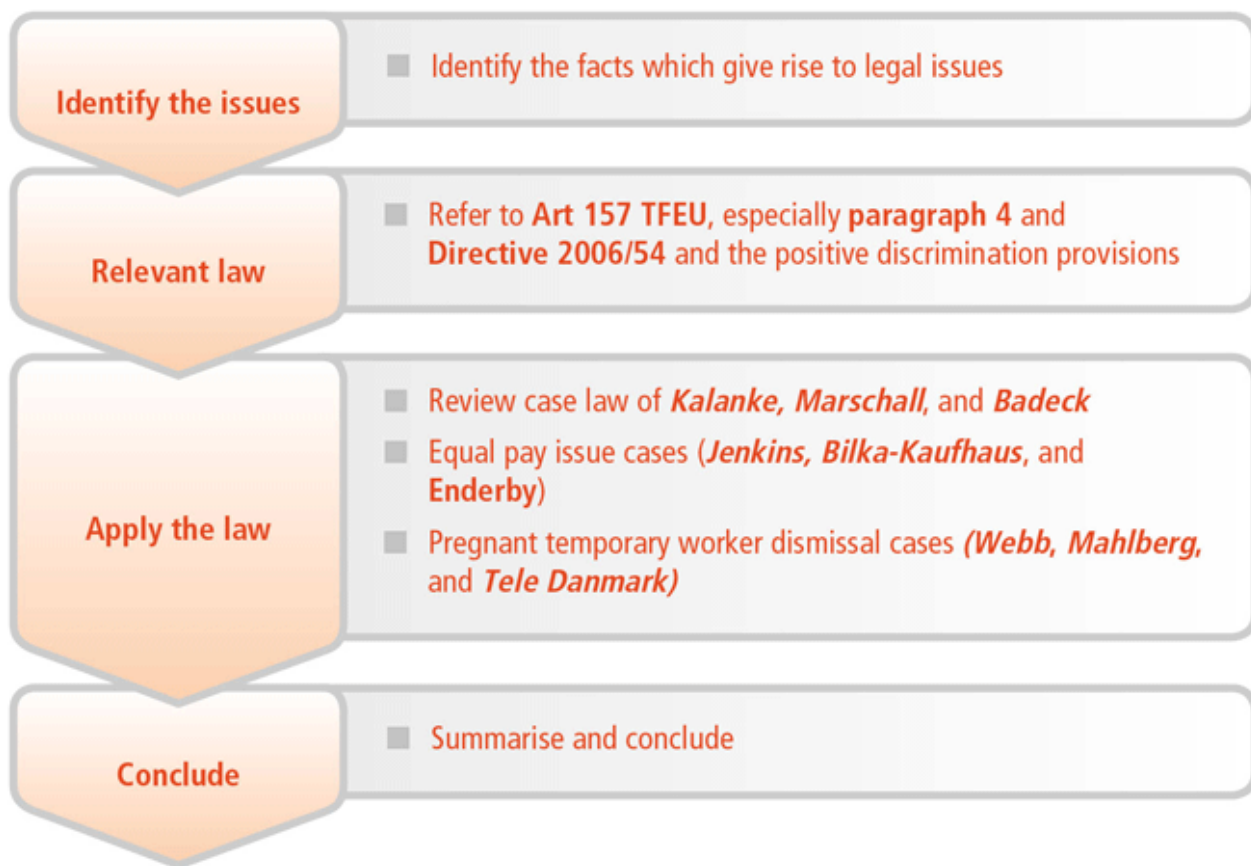 Identify the issues
Identify the facts which give rise to legal issues
Relevant law
Refer to Art 157 TFEU, especially paragraph 4 and
Directive 2006/54 and the positive discrimination provisions
Apply the law
Review case law of Kalanke, Marschall, and Badeck
Equal pay issue cases (Jenkins, Bilka-Kaufhaus, and
Enderby)
Pregnant temporary worker dismissal cases (Webb, Mahlberg,
and Tele Danmark)
Conclude
Summarise and conclude